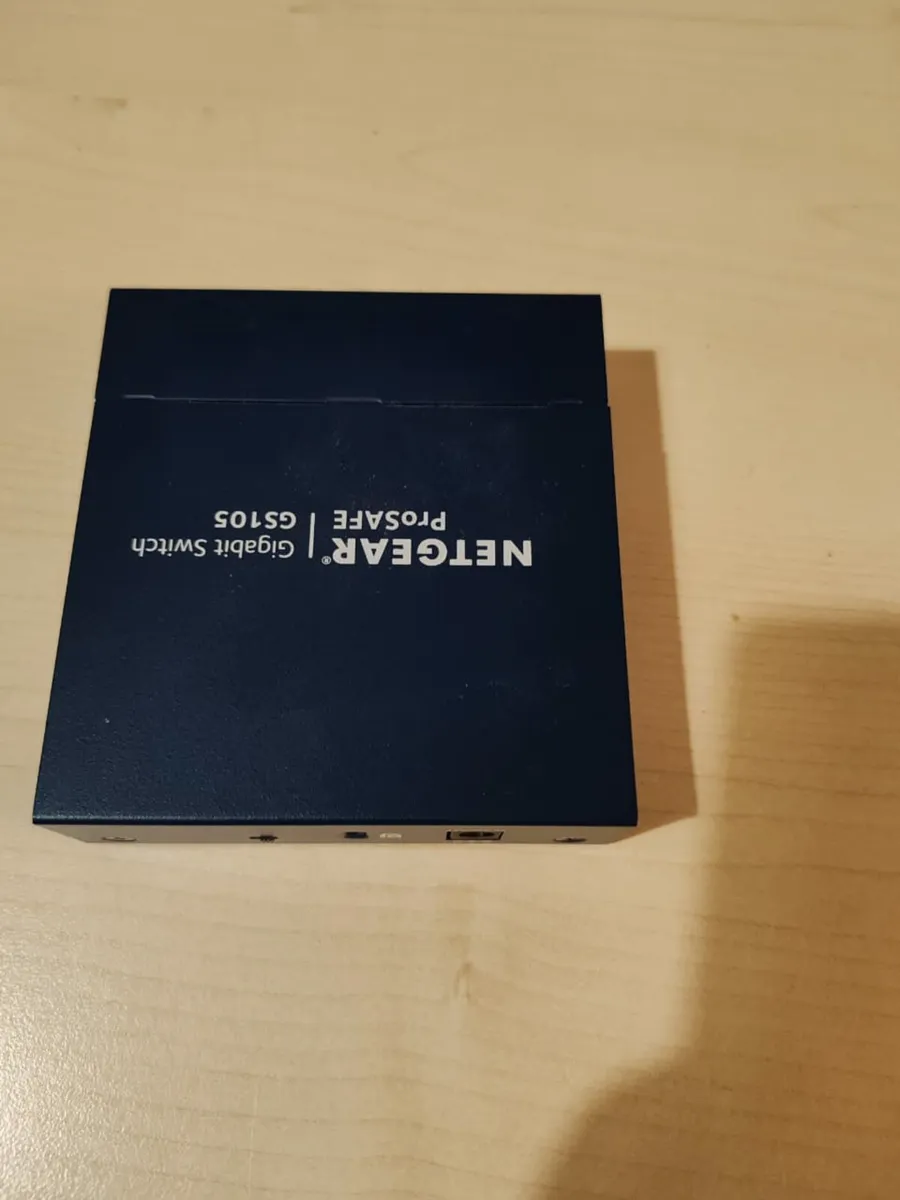 NETGEAR® | Gigabit Switch
ProSAFE | GS105